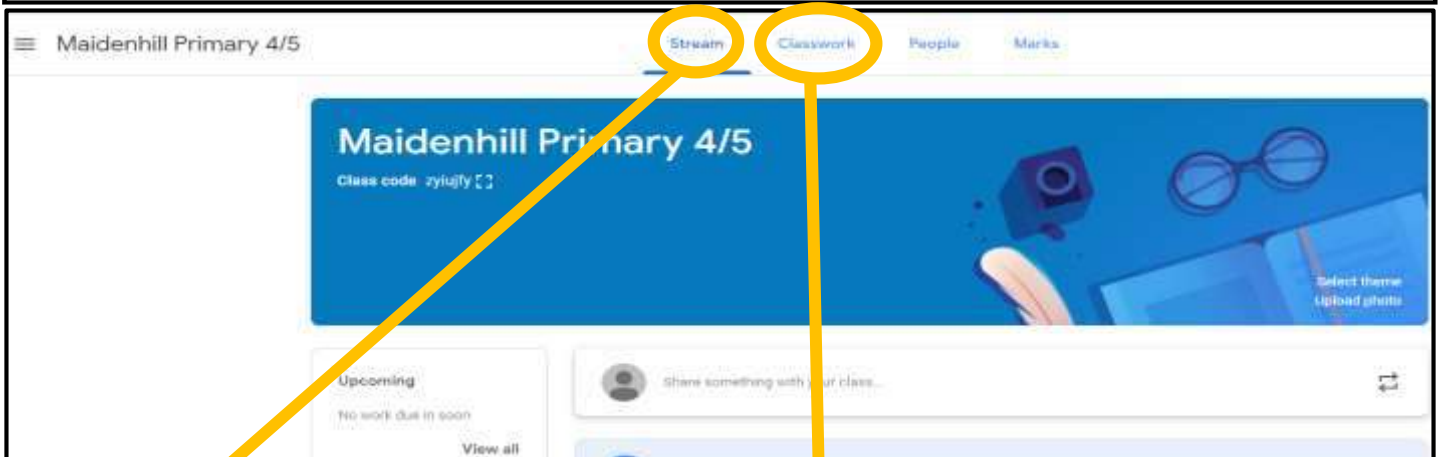 Maidenhill Primary 4/5
Stream Classwork People Marks
Maidenhill Primary 4/5
Class code zyiujfy
Select theme
Upload photo
Upcoming
No work due in soon
View all
Share something with your class...